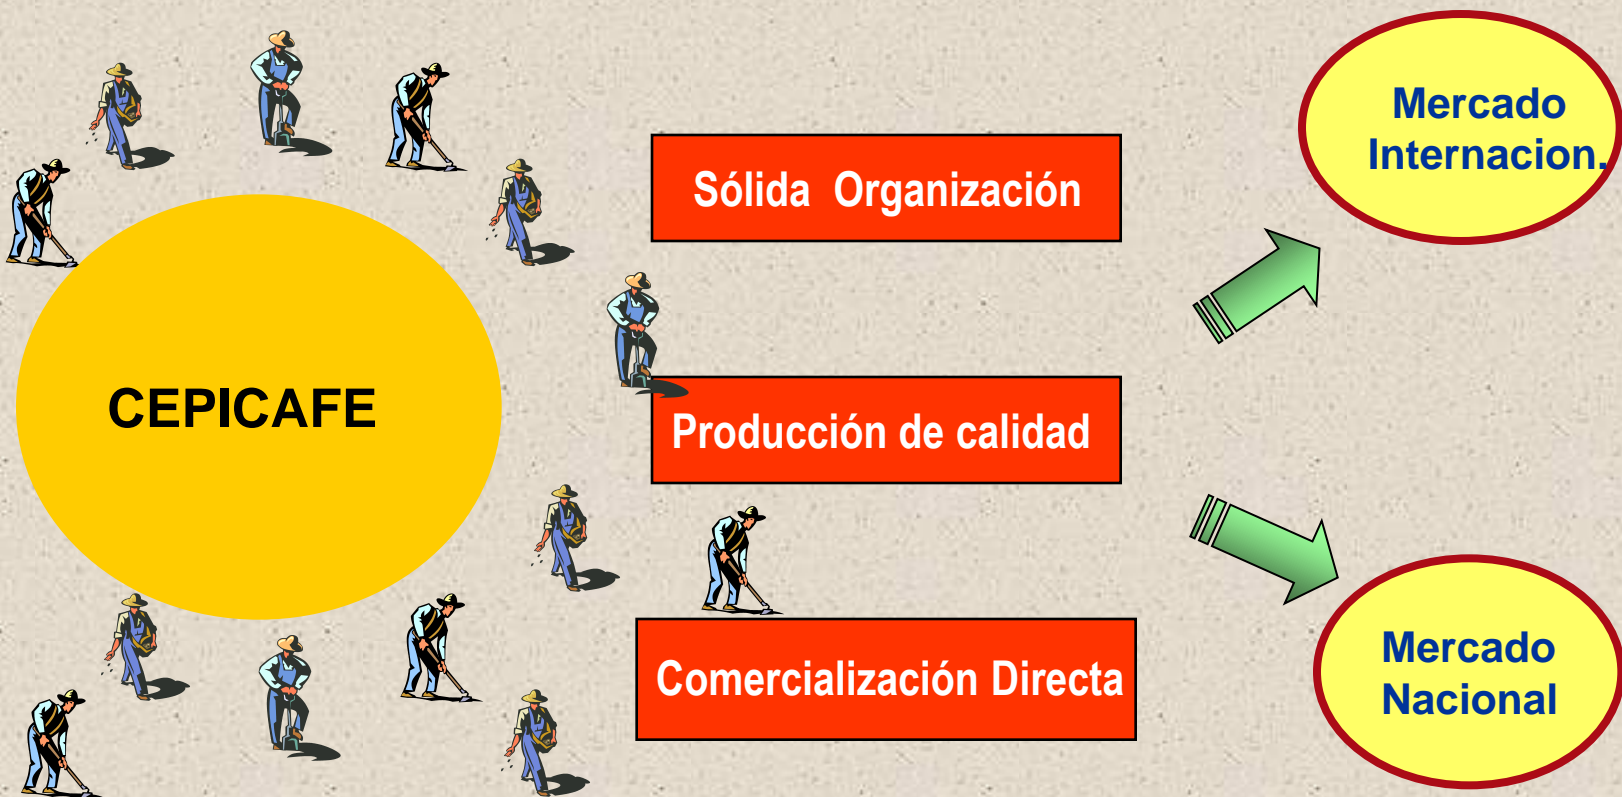 CEPICAFE
Sólida Organización
Producción de calidad
Comercialización Directa
Mercado
Internacion.
Mercado
Nacional